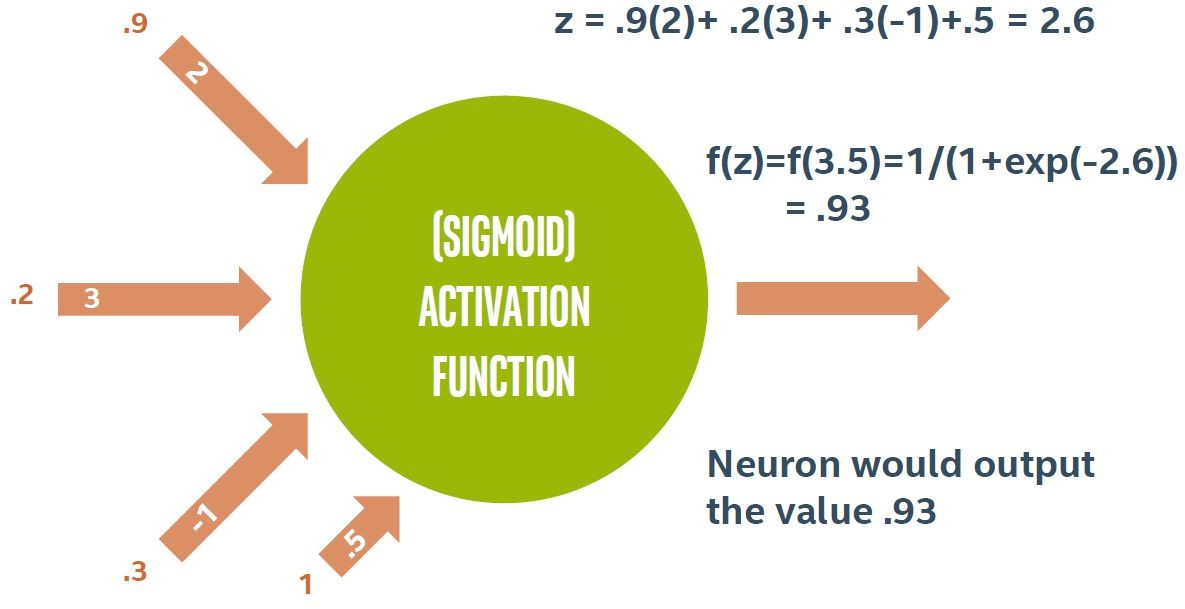 z = .9(2)+ .2(3)+ .3(-1)+.5 = 2.6
.9
2
f(z)=f(3.5)=1/(1+exp(-2.6))
= .93
(SIGMOID)
ACTIVATION
FUNCTION
.2
3
Neuron would output
the value .93
-1
.3
.5
1